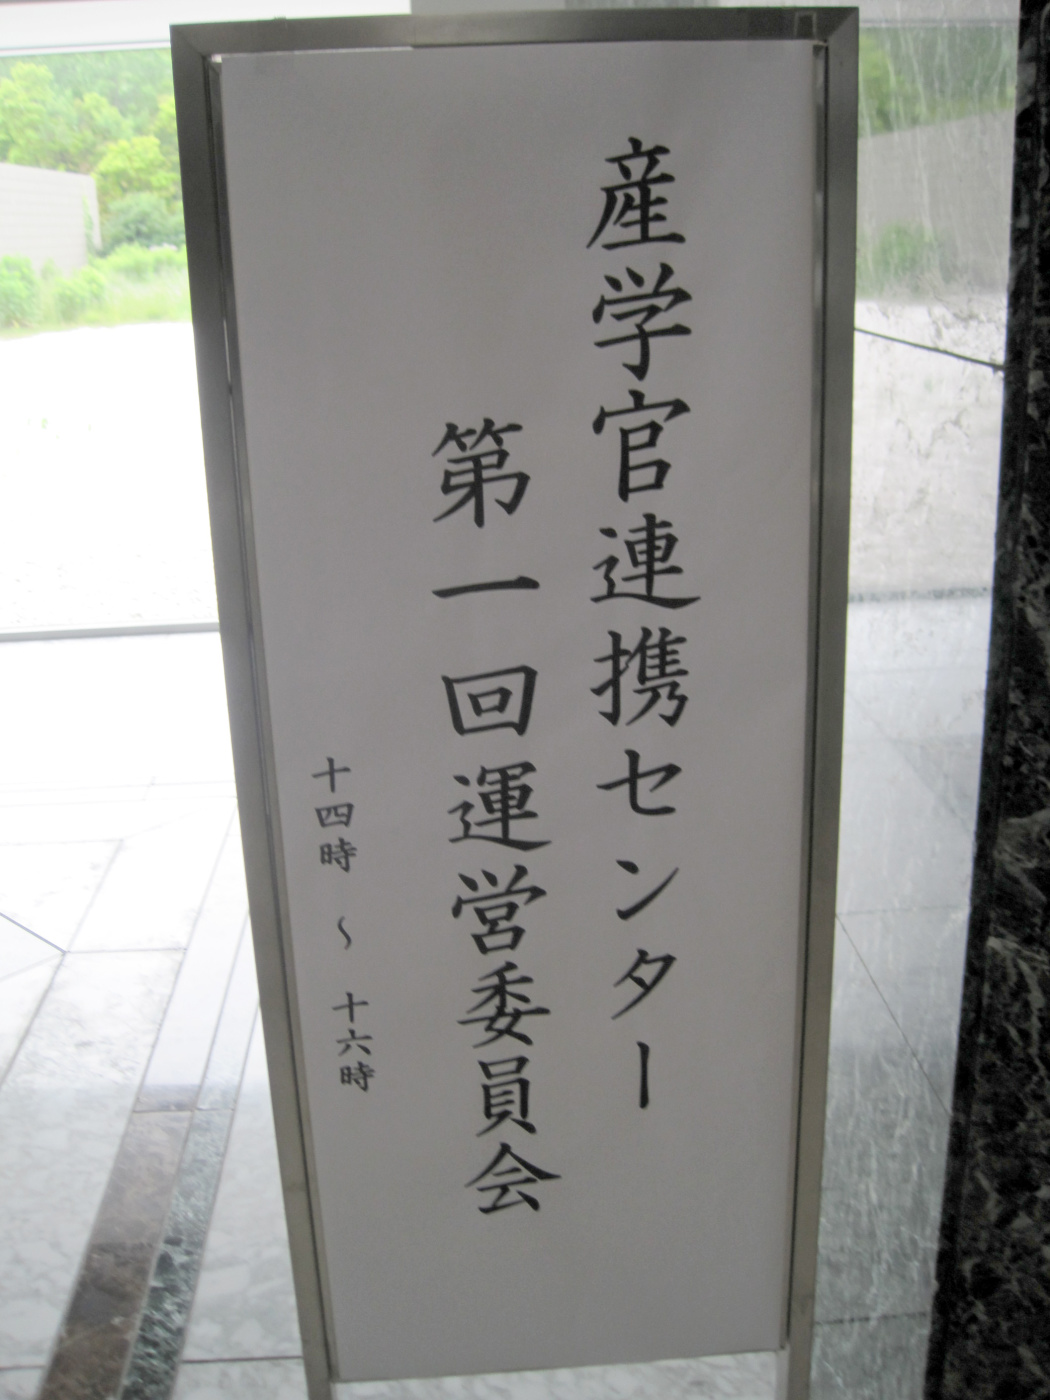 産学官連携センター
第一回運営委員会
十四時～十六時